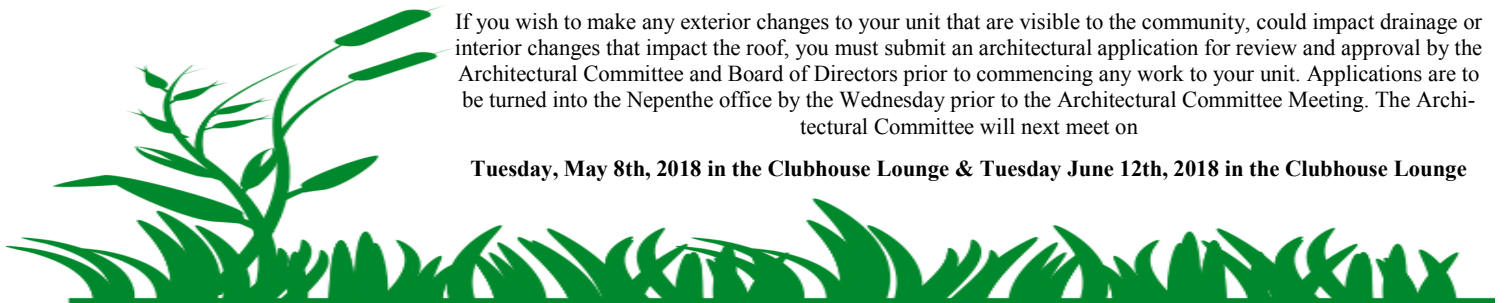 If you wish to make any exterior changes to your unit that are visible to the community, could impact drainage or
interior changes that impact the roof, you must submit an architectural application for review and approval by the
Architectural Committee and Board of Directors prior to commencing any work to your unit. Applications are to
be turned into the Nepenthe office by the Wednesday prior to the Architectural Committee Meeting. The Archi-
tectural Committee will next meet on
Tuesday, May 8th, 2018 in the Clubhouse Lounge & Tuesday June 12th, 2018 in the Clubhouse Lounge